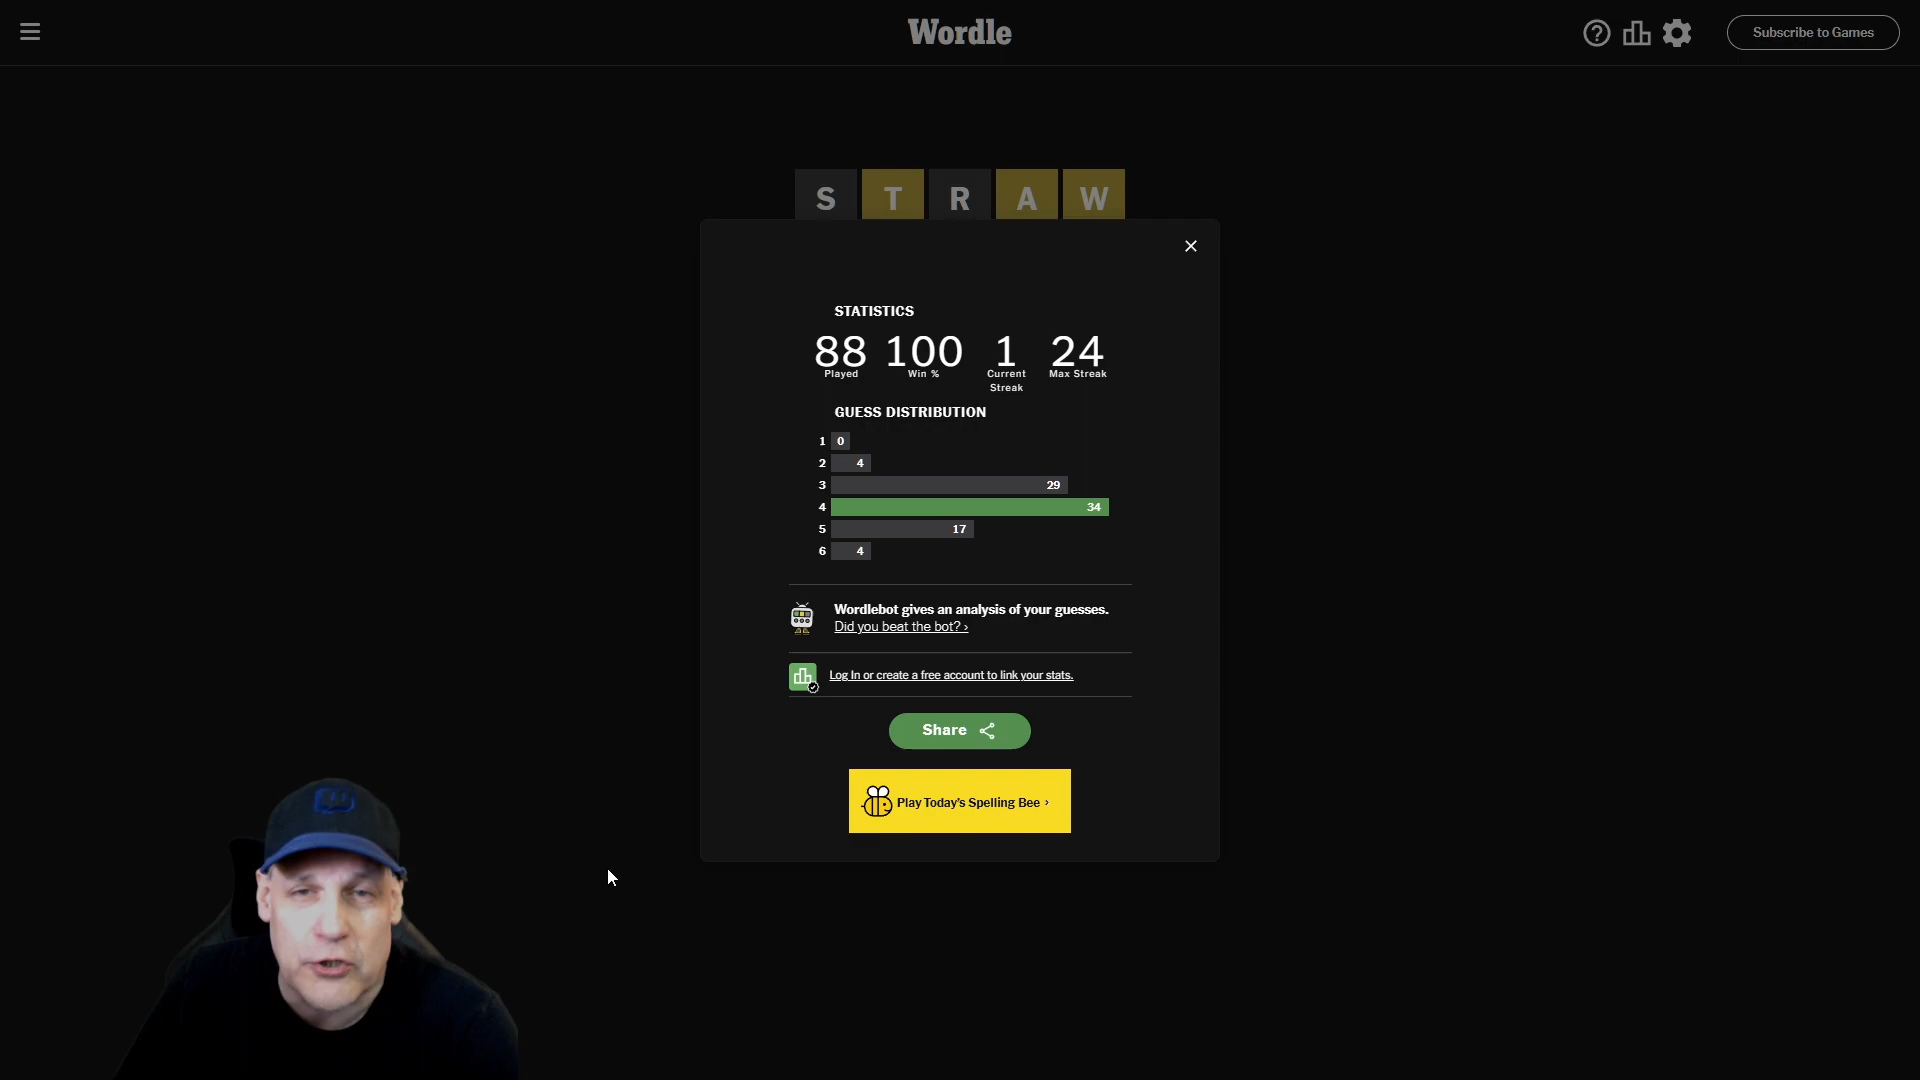 Wordle
Subscribe to Games
S T R A W
STATISTICS
88 100 1 24
Played Win % Current Streak Max Streak
GUESS DISTRIBUTION
1 0
2 4
3 29
4 34
5 17
6 4
Wordlebot gives an analysis of your guesses.
Did you beat the bot? ›
Log In or create a free account to link your stats.
Share
Play Today's Spelling Bee ›